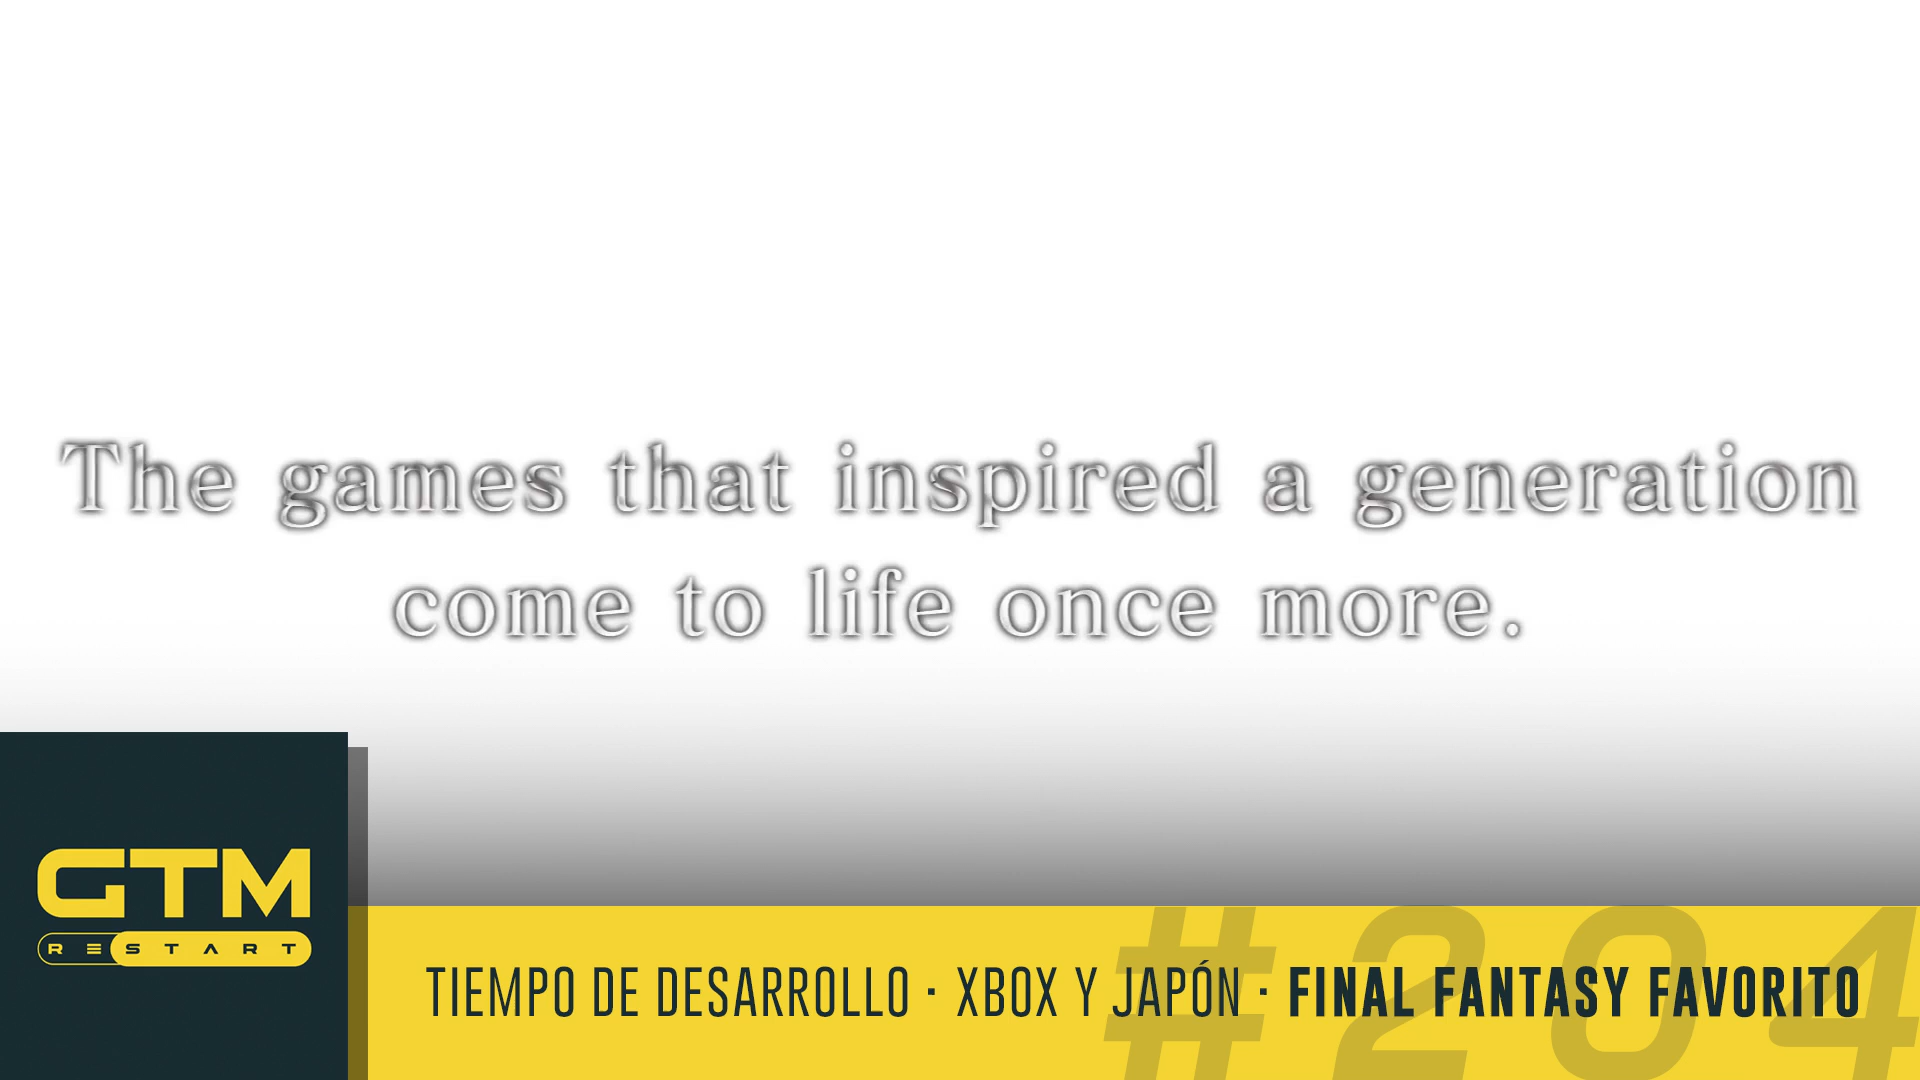 The games that inspired a generation
come to life once more.
GTM
RESTART
TIEMPO DE DESARROLLO · XBOX Y JAPÓN · FINAL FANTASY FAVORITO
#204